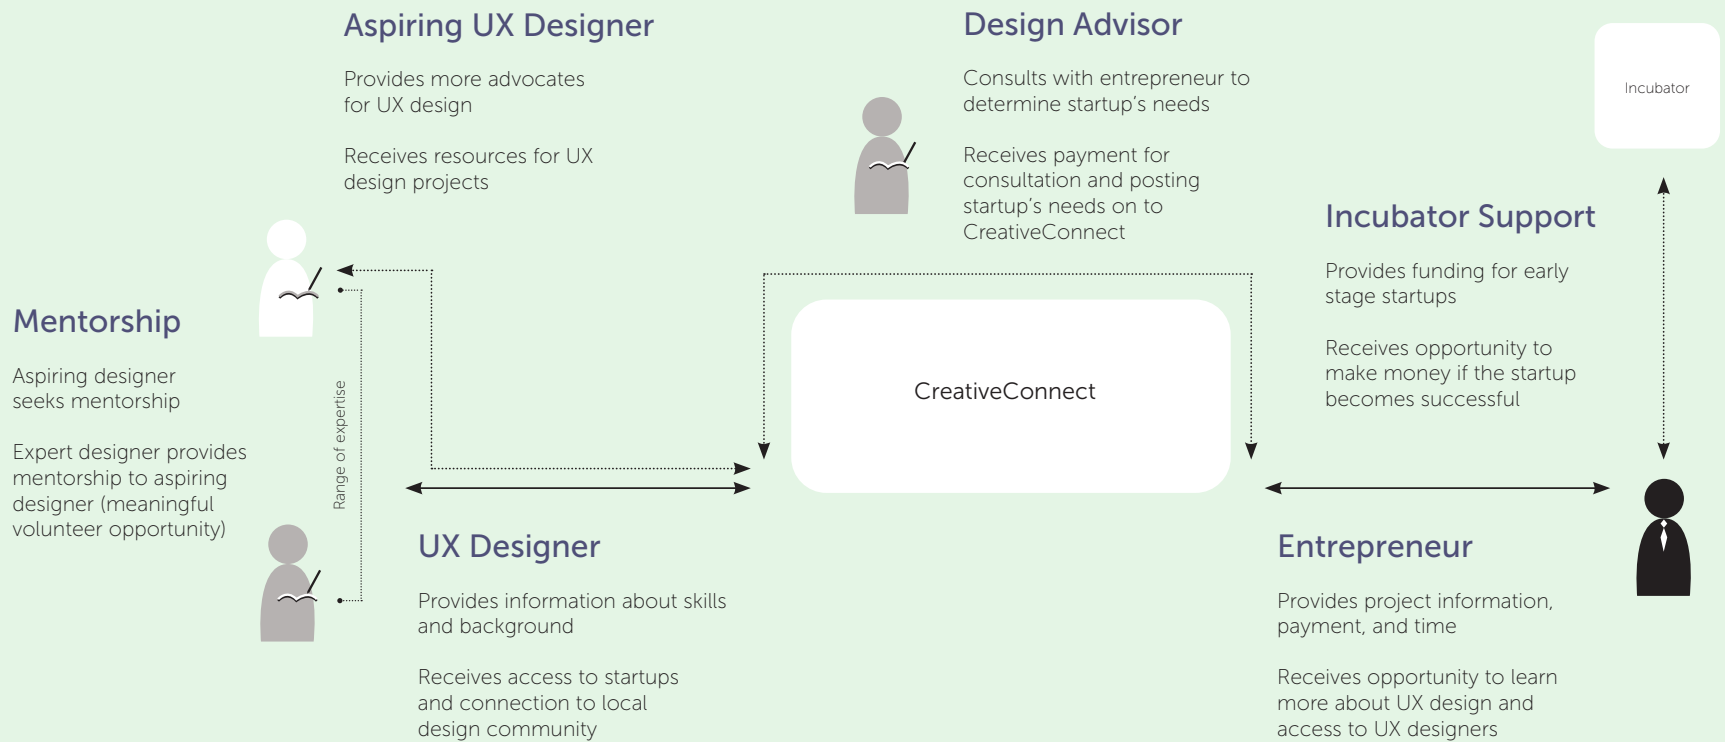 Aspiring UX Designer
Provides more advocates
for UX design
Receives resources for UX
design projects
Design Advisor
Consults with entrepreneur to
determine startup's needs
Receives payment for
consultation and posting
startup's needs on to
CreativeConnect
Incubator
Incubator Support
Provides funding for early
stage startups
Receives opportunity to
make money if the startup
becomes successful
Mentorship
Aspiring designer
seeks mentorship
Expert designer provides
mentorship to aspiring
designer (meaningful
volunteer opportunity)
Range of expertise
CreativeConnect
UX Designer
Provides information about skills
and background
Receives access to startups
and connection to local
design community
Entrepreneur
Provides project information,
payment, and time
Receives opportunity to learn
more about UX design and
access to UX designers